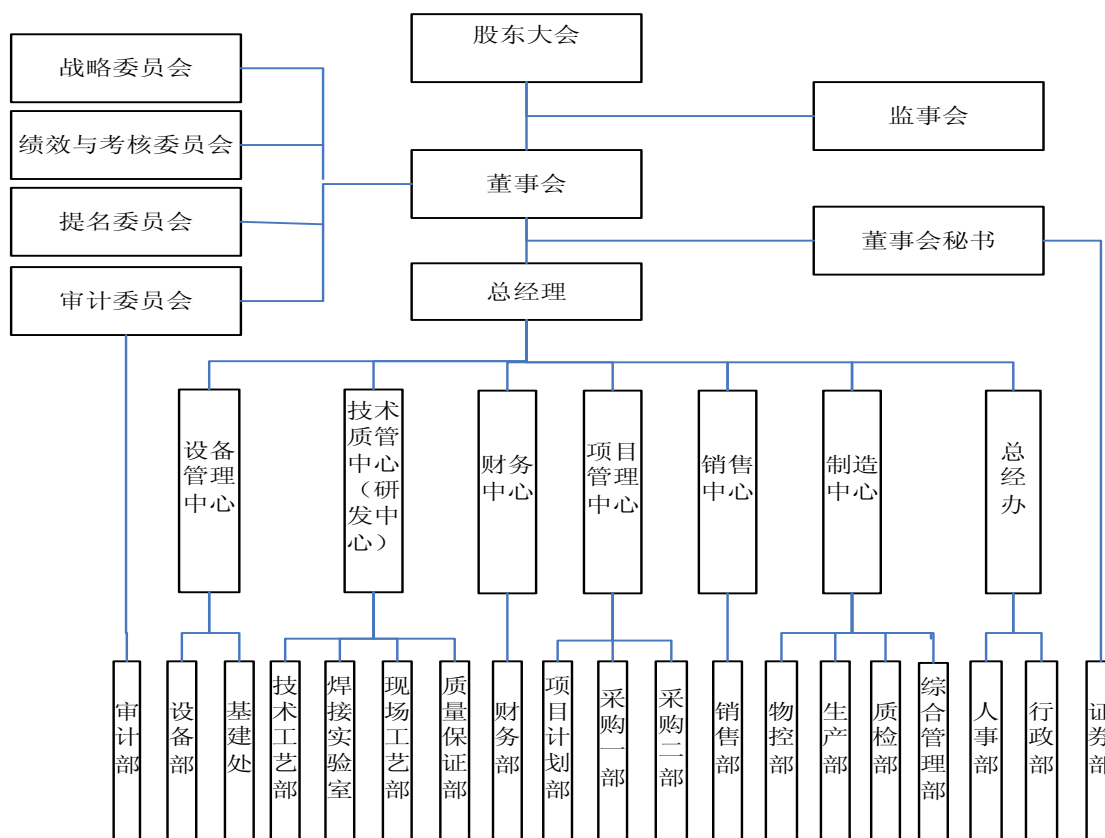 股东大会
战略委员会
监事会
绩效与考核委员会
董事会
提名委员会
董事会秘书
总经理
审计委员会
设备
管理
中心
技术
质管
中心
（研
发中
心）
财务
中心
项目
管理
中心
销售
中心
制造
中心
总
经
办
审计部
设备部
基建处
技术工艺部
焊接实验室
现场工艺部
质量保证部
财务部
项目计划部
采购一部
采购二部
销售部
物控部
生产部
质检部
综合管理部
人事部
行政部
证券部